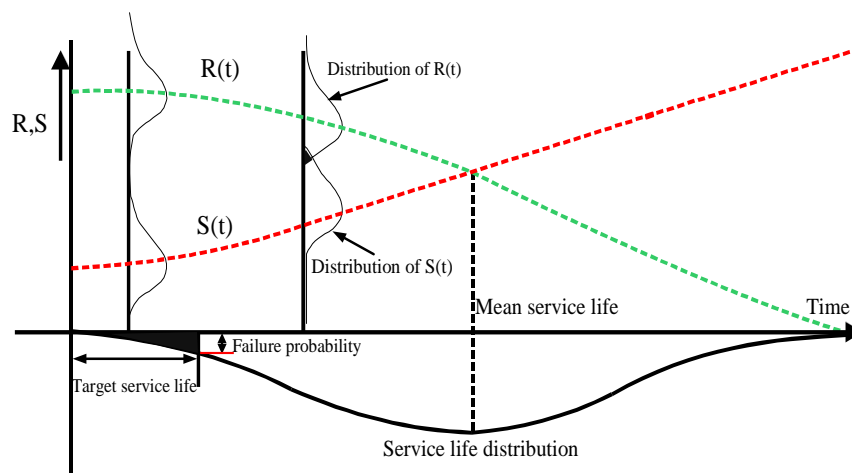 R(t)
Distribution of R(t)
R,S
S(t)
Distribution of S(t)
Mean service life
Time
Failure probability
Target service life
Service life distribution